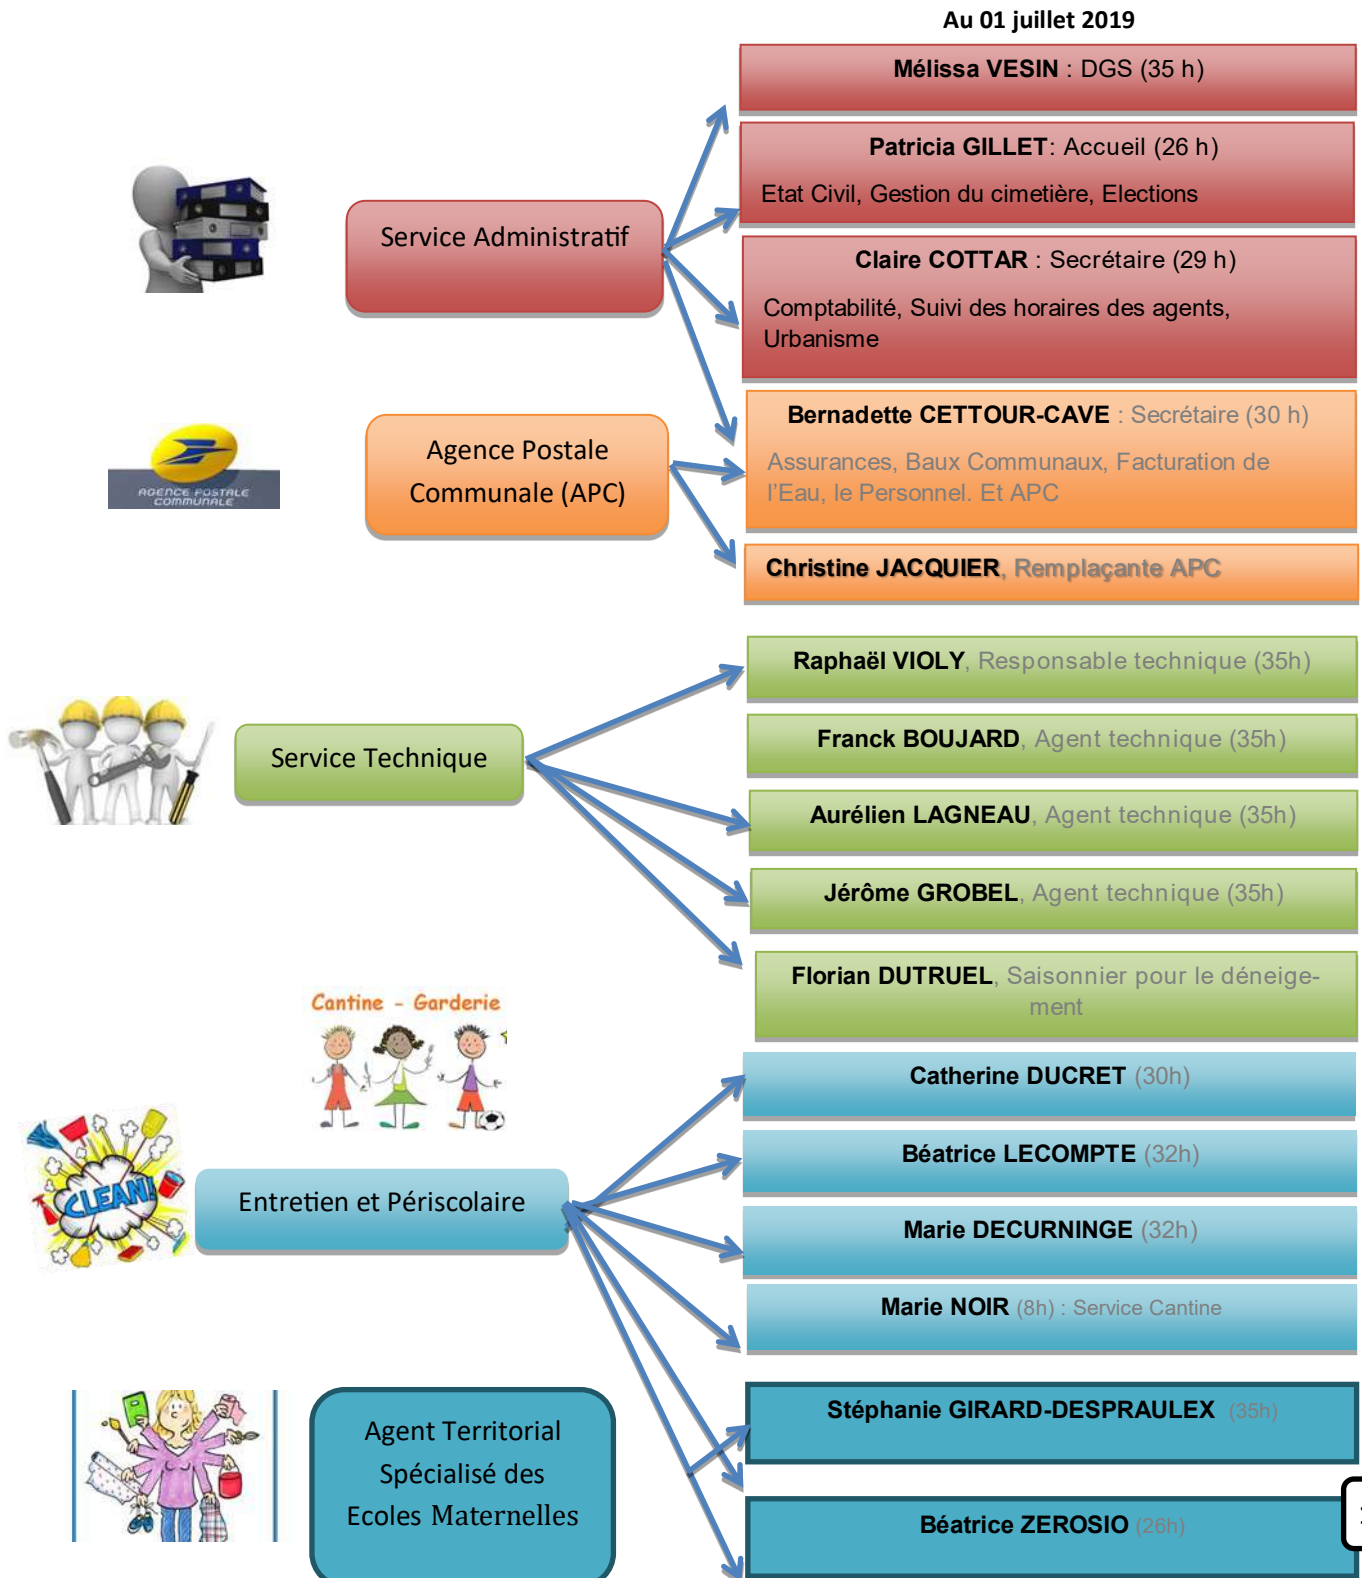 Au 01 juillet 2019
Mélissa VESIN : DGS (35 h)
Patricia GILLET: Accueil (26 h)
Etat Civil, Gestion du cimetière, Elections
Service Administratif
Claire COTTAR : Secrétaire (29 h)
Comptabilité, Suivi des horaires des agents,
Urbanisme
Bernadette CETTOUR-CAVE : Secrétaire (30 h)
Assurances, Baux Communaux, Facturation de
l'Eau, le Personnel. Et APC
AGENCE POSTALE
COMMUNALE
Agence Postale
Communale (APC)
Christine JACQUIER, Remplaçante APC
Raphaël VIOLY, Responsable technique (35h)
Franck BOUJARD, Agent technique (35h)
Service Technique
Aurélien LAGNEAU, Agent technique (35h)
Jérôme GROBEL, Agent technique (35h)
Florian DUTRUEL, Saisonnier pour le déneige-
ment
Cantine - Garderie
Catherine DUCRET (30h)
Béatrice LECOMPTE (32h)
CLEAN!
Entretien et Périscolaire
Marie DECURNINGE (32h)
Marie NOIR (8h) : Service Cantine
Stéphanie GIRARD-DESPRAULEX (35h)
Agent Territorial
Spécialisé des
Ecoles Maternelles
Béatrice ZEROSIO (26h)